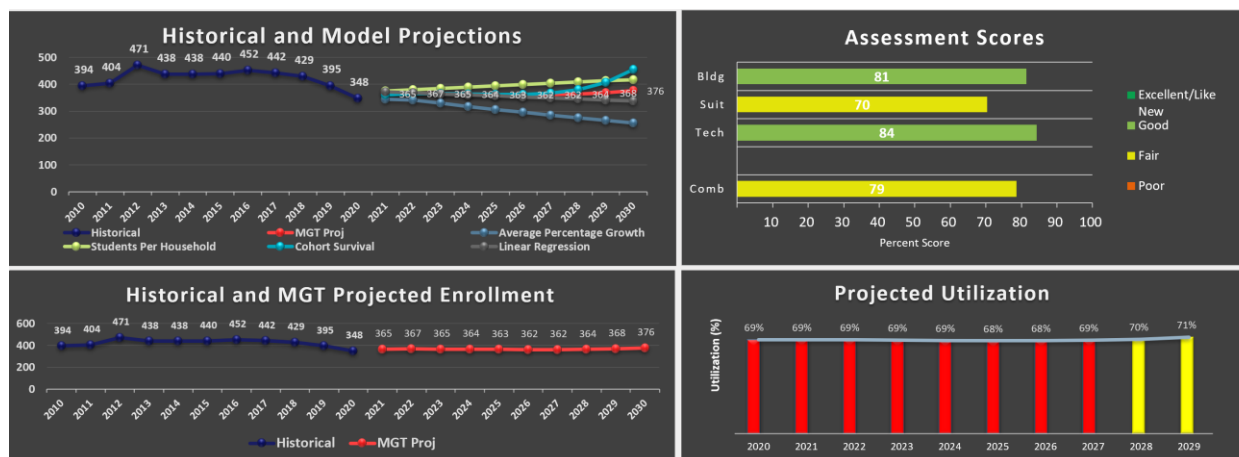 Historical and Model Projections
500
400
300
200
100
0
394 404 471 438 438 440 452 442 429 395 348
365 367 365 364 363 362 362 364 368 376
2010 2011 2012 2013 2014 2015 2016 2017 2018 2019 2020 2021 2022 2023 2024 2025 2026 2027 2028 2029 2030
Historical MGT Proj Average Percentage Growth
Students Per Household Cohort Survival Linear Regression
Assessment Scores
Bldg 81
Suit 70
Tech 84
Comb 79
10 20 30 40 50 60 70 80 90 100
Percent Score
Excellent/Like
New
Good
Fair
Poor
Historical and MGT Projected Enrollment
600
400
200
0
394 404 471 438 438 440 452 442 429 395 348 365 367 365 364 363 362 362 364 368 376
2010 2011 2012 2013 2014 2015 2016 2017 2018 2019 2020 2021 2022 2023 2024 2025 2026 2027 2028 2029 2030
Historical MGT Proj
Projected Utilization
Utilization (%)
69% 69% 69% 69% 69% 68% 68% 69% 70% 71%
2020 2021 2022 2023 2024 2025 2026 2027 2028 2029